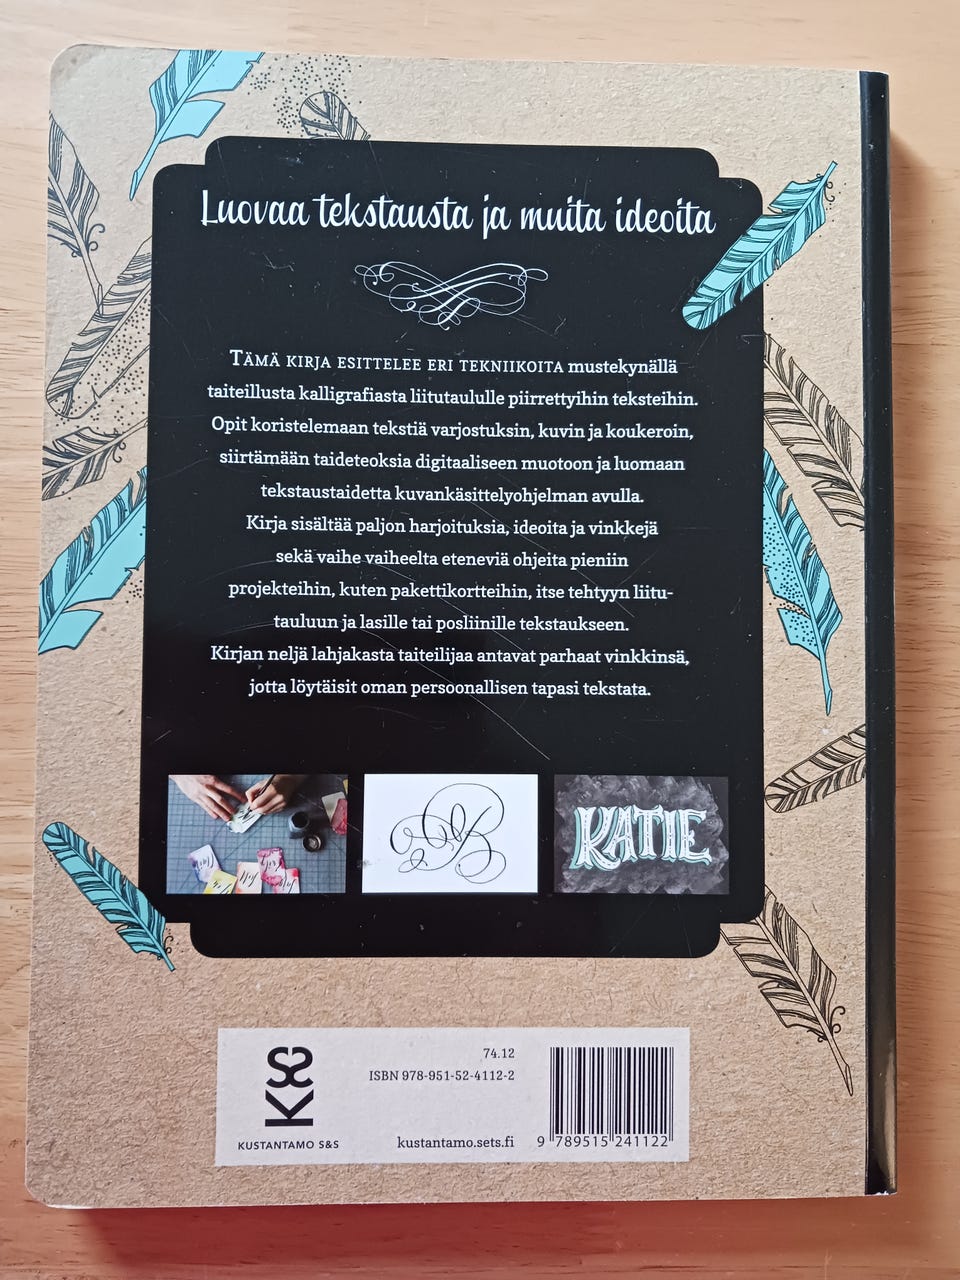 Luovaa tekstausta ja muita ideoita
TÄMÄ KIRJA ESITTELEE ERI TEKNIIKOITA mustekynällä
taiteillusta kalligrafiasta liitutaululle piirrettyihin teksteihin.
Opit koristelemaan tekstiä varjostuksin, kuvin ja koukeroin,
siirtämään taideteoksia digitaaliseen muotoon ja luomaan
tekstaustaidetta kuvankäsittelyohjelman avulla.
Kirja sisältää paljon harjoituksia, ideoita ja vinkkejä
sekä vaihe vaiheelta eteneviä ohjeita pieniin
projekteihin, kuten pakettikortteihin, itse tehtyyn liitu-
tauluun ja lasille tai posliinille tekstaukseen.
Kirjan neljä lahjakasta taiteilijaa antavat parhaat vinkkinsä,
jotta löytäisit oman persoonallisen tapasi tekstata.
KATIE
K&S
KUSTANTAMO S&S
74.12
ISBN 978-951-52-4112-2
kustantamo.sets.fi
9 789515 241122